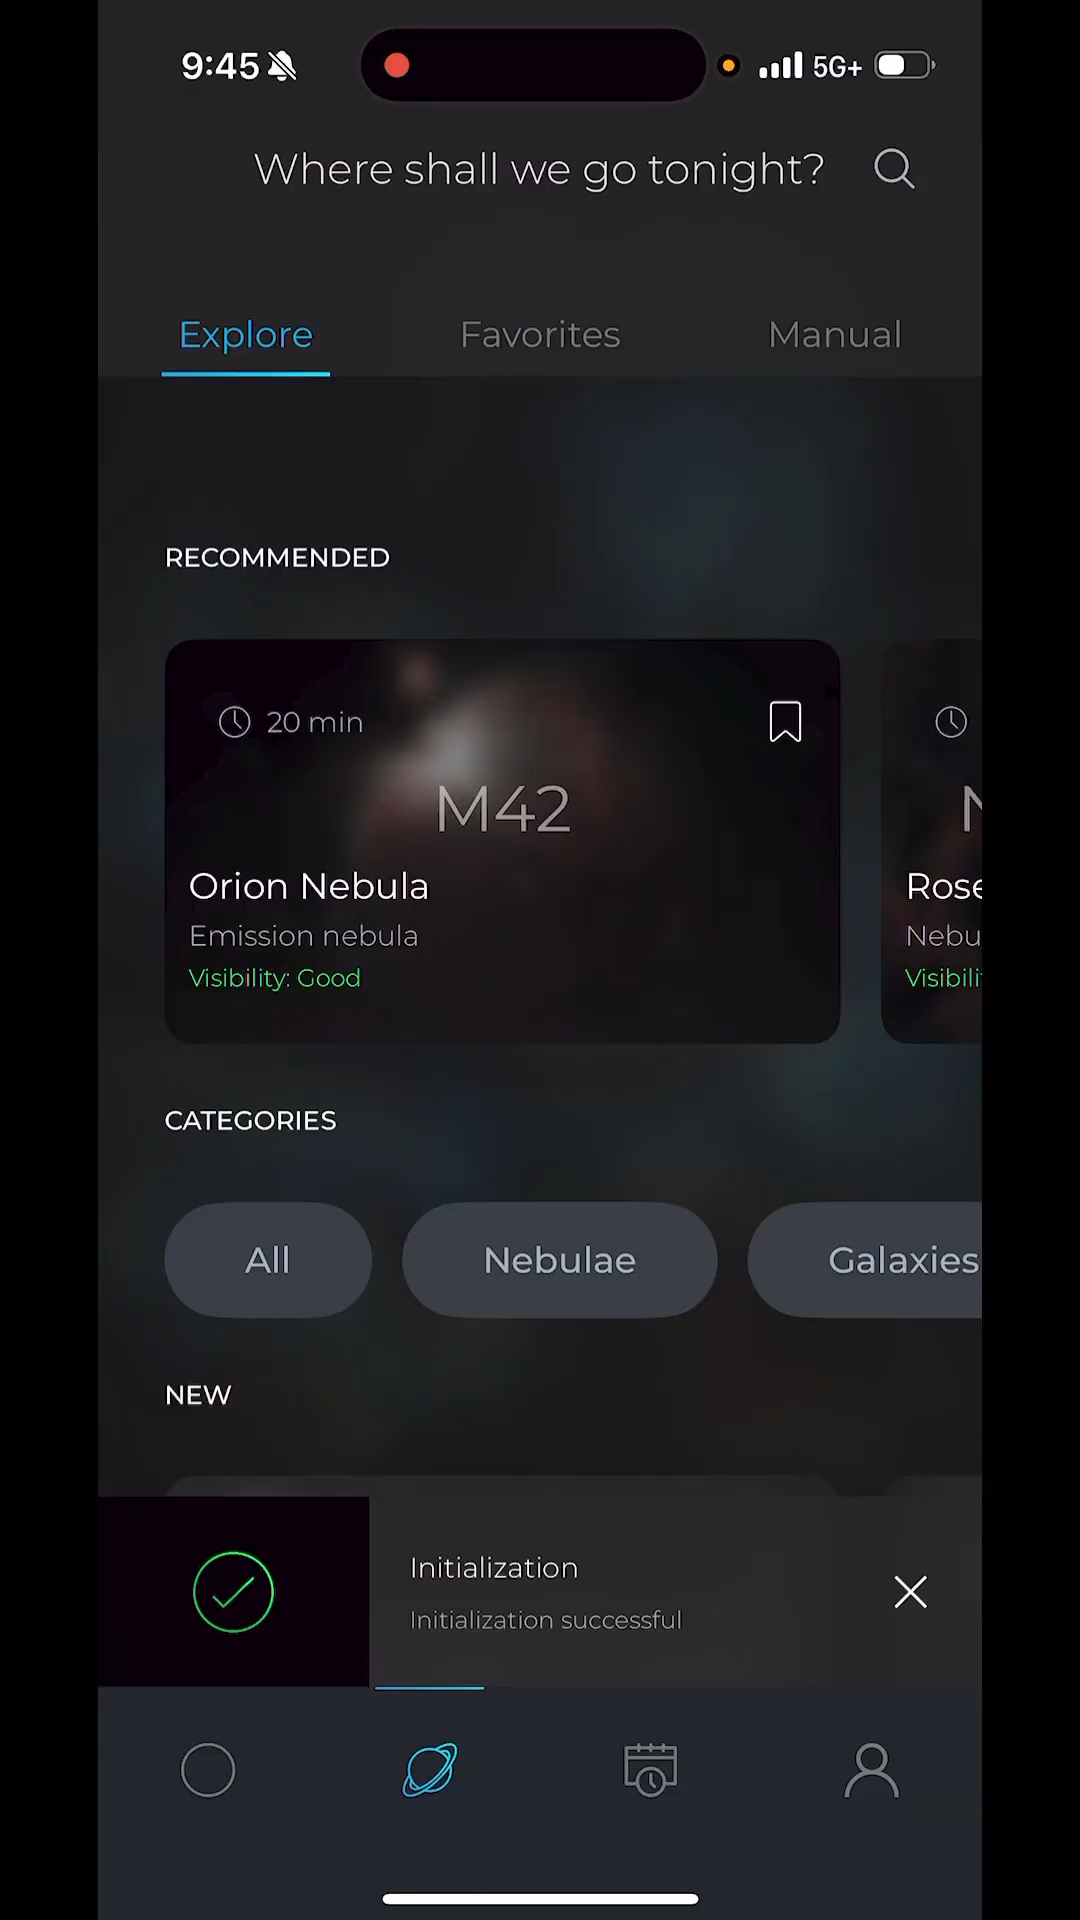 9:45
5G+
Where shall we go tonight?
Explore
Favorites
Manual
RECOMMENDED
20 min
M42
Orion Nebula
Emission nebula
Visibility: Good
Rose
Nebu
Visibili
CATEGORIES
All
Nebulae
Galaxies
NEW
Initialization
Initialization successful